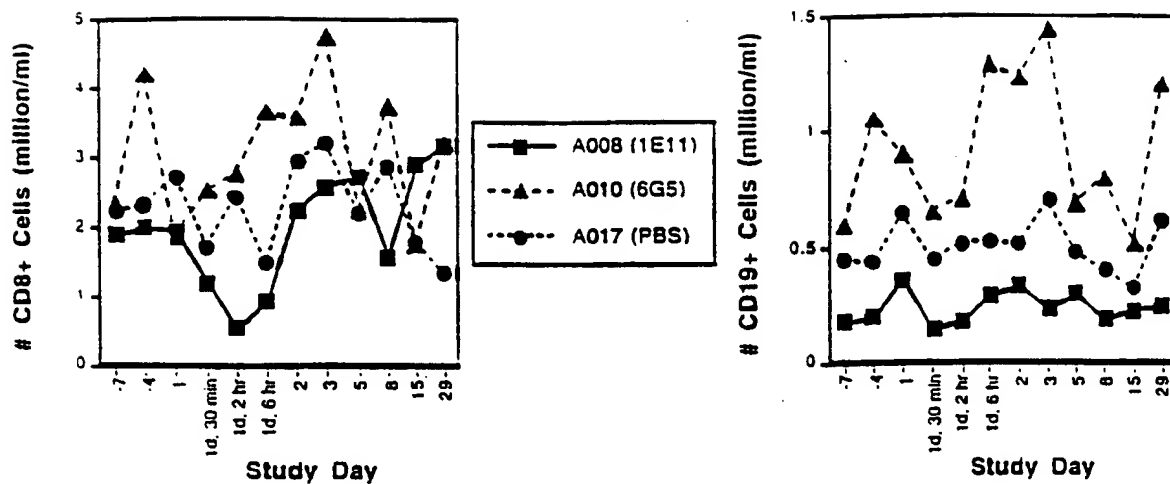 # CD8+ Cells (million/ml)
5
4
3
2
1
0
-7
-4
1
1d, 30 min
1d, 2 hr
1d, 6 hr
2
3
5
8
15
29
Study Day
A008 (1E11)
A010 (6G5)
A017 (PBS)
# CD19+ Cells (million/ml)
1.5
1
0.5
0
-7
-4
1
1d, 30 min
1d, 2 hr
1d, 6 hr
2
3
5
8
15
29
Study Day